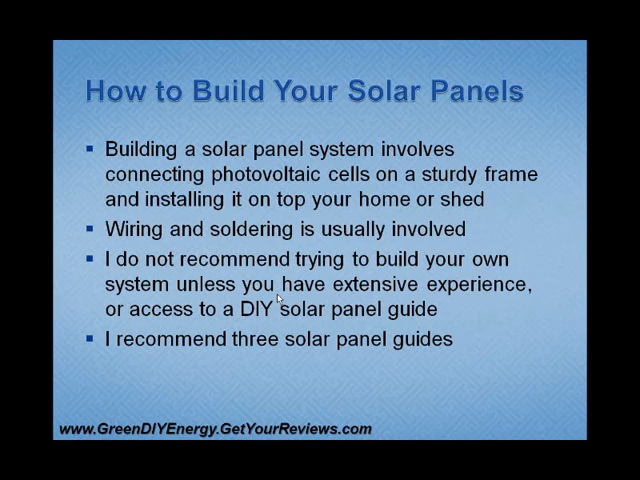 How to Build Your Solar Panels
▪ Building a solar panel system involves
connecting photovoltaic cells on a sturdy frame
and installing it on top your home or shed
▪ Wiring and soldering is usually involved
▪ I do not recommend trying to build your own
system unless you have extensive experience,
or access to a DIY solar panel guide
▪ I recommend three solar panel guides
www.GreenDIYEnergy.GetYourReviews.com